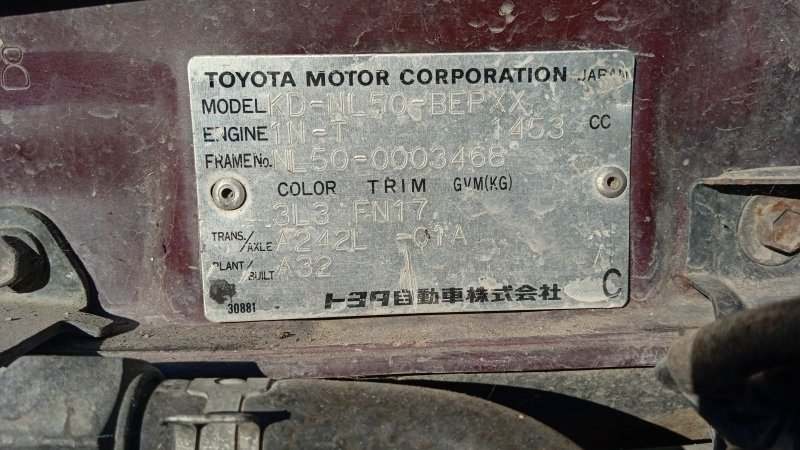 TOYOTA MOTOR CORPORATION JAPAN
MODEL KD-NL50-BEPXX
ENGINE 1N-T 1453 CC
FRAME No. NL50-0003468
COLOR TRIM GVM(KG)
3L3 FN17
TRANS./AXLE A242L -01A
PLANT/BUILT A32
30881 トヨタ自動車株式会社 C